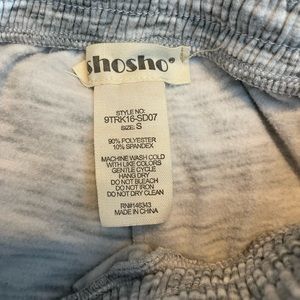 shosho®
STYLE NO:
9TRK16-SD07
SIZE: S
90% POLYESTER
10% SPANDEX
MACHINE WASH COLD
WITH LIKE COLORS
GENTLE CYCLE
HANG DRY
DO NOT BLEACH
DO NOT IRON
DO NOT DRY CLEAN
RN#146343
MADE IN CHINA